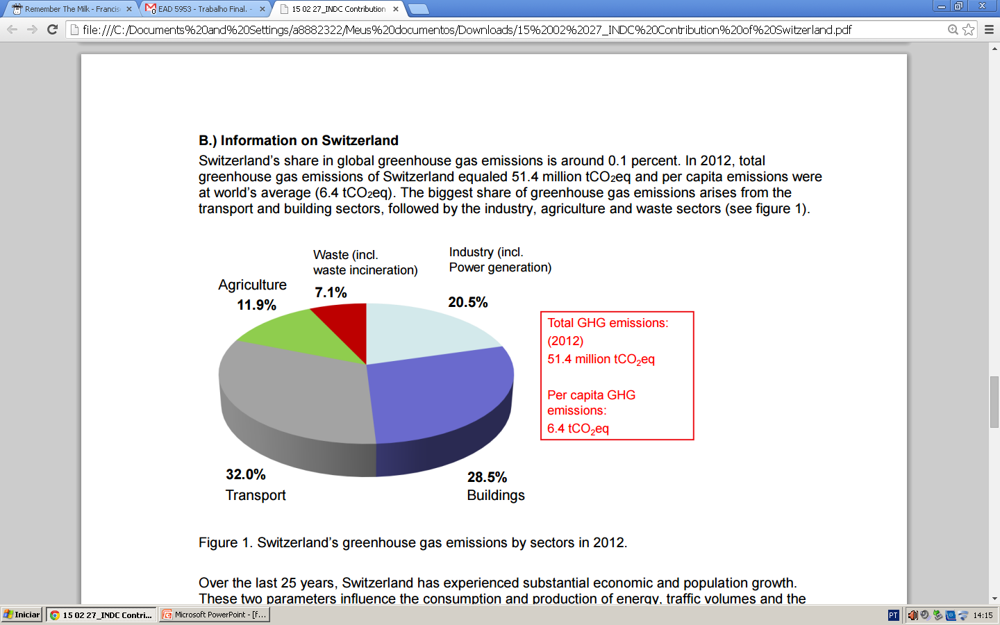 Remember The Milk - Francis
EAD 5953 - Trabalho Final. -
15 02 27_INDC Contribution
file:///C:/Documents%20and%20Settings/a8882322/Meus%20documentos/Downloads/15%2002%2027_INDC%20Contribution%20of%20Switzerland.pdf
B.) Information on Switzerland
Switzerland's share in global greenhouse gas emissions is around 0.1 percent. In 2012, total
greenhouse gas emissions of Switzerland equaled 51.4 million tCO2eq and per capita emissions were
at world's average (6.4 tCO2eq). The biggest share of greenhouse gas emissions arises from the
transport and building sectors, followed by the industry, agriculture and waste sectors (see figure 1).
Waste (incl.
waste incineration)
7.1%
Industry (incl.
Power generation)
20.5%
Agriculture
11.9%
Total GHG emissions:
(2012)
51.4 million tCO2eq
Per capita GHG
emissions:
6.4 tCO2eq
32.0%
Transport
28.5%
Buildings
Figure 1. Switzerland's greenhouse gas emissions by sectors in 2012.
Over the last 25 years, Switzerland has experienced substantial economic and population growth.
These two parameters influence the consumption and production of energy, traffic volumes and the
Iniciar
15 02 27_INDC Contri...
Microsoft PowerPoint - [f...
PT
14:15